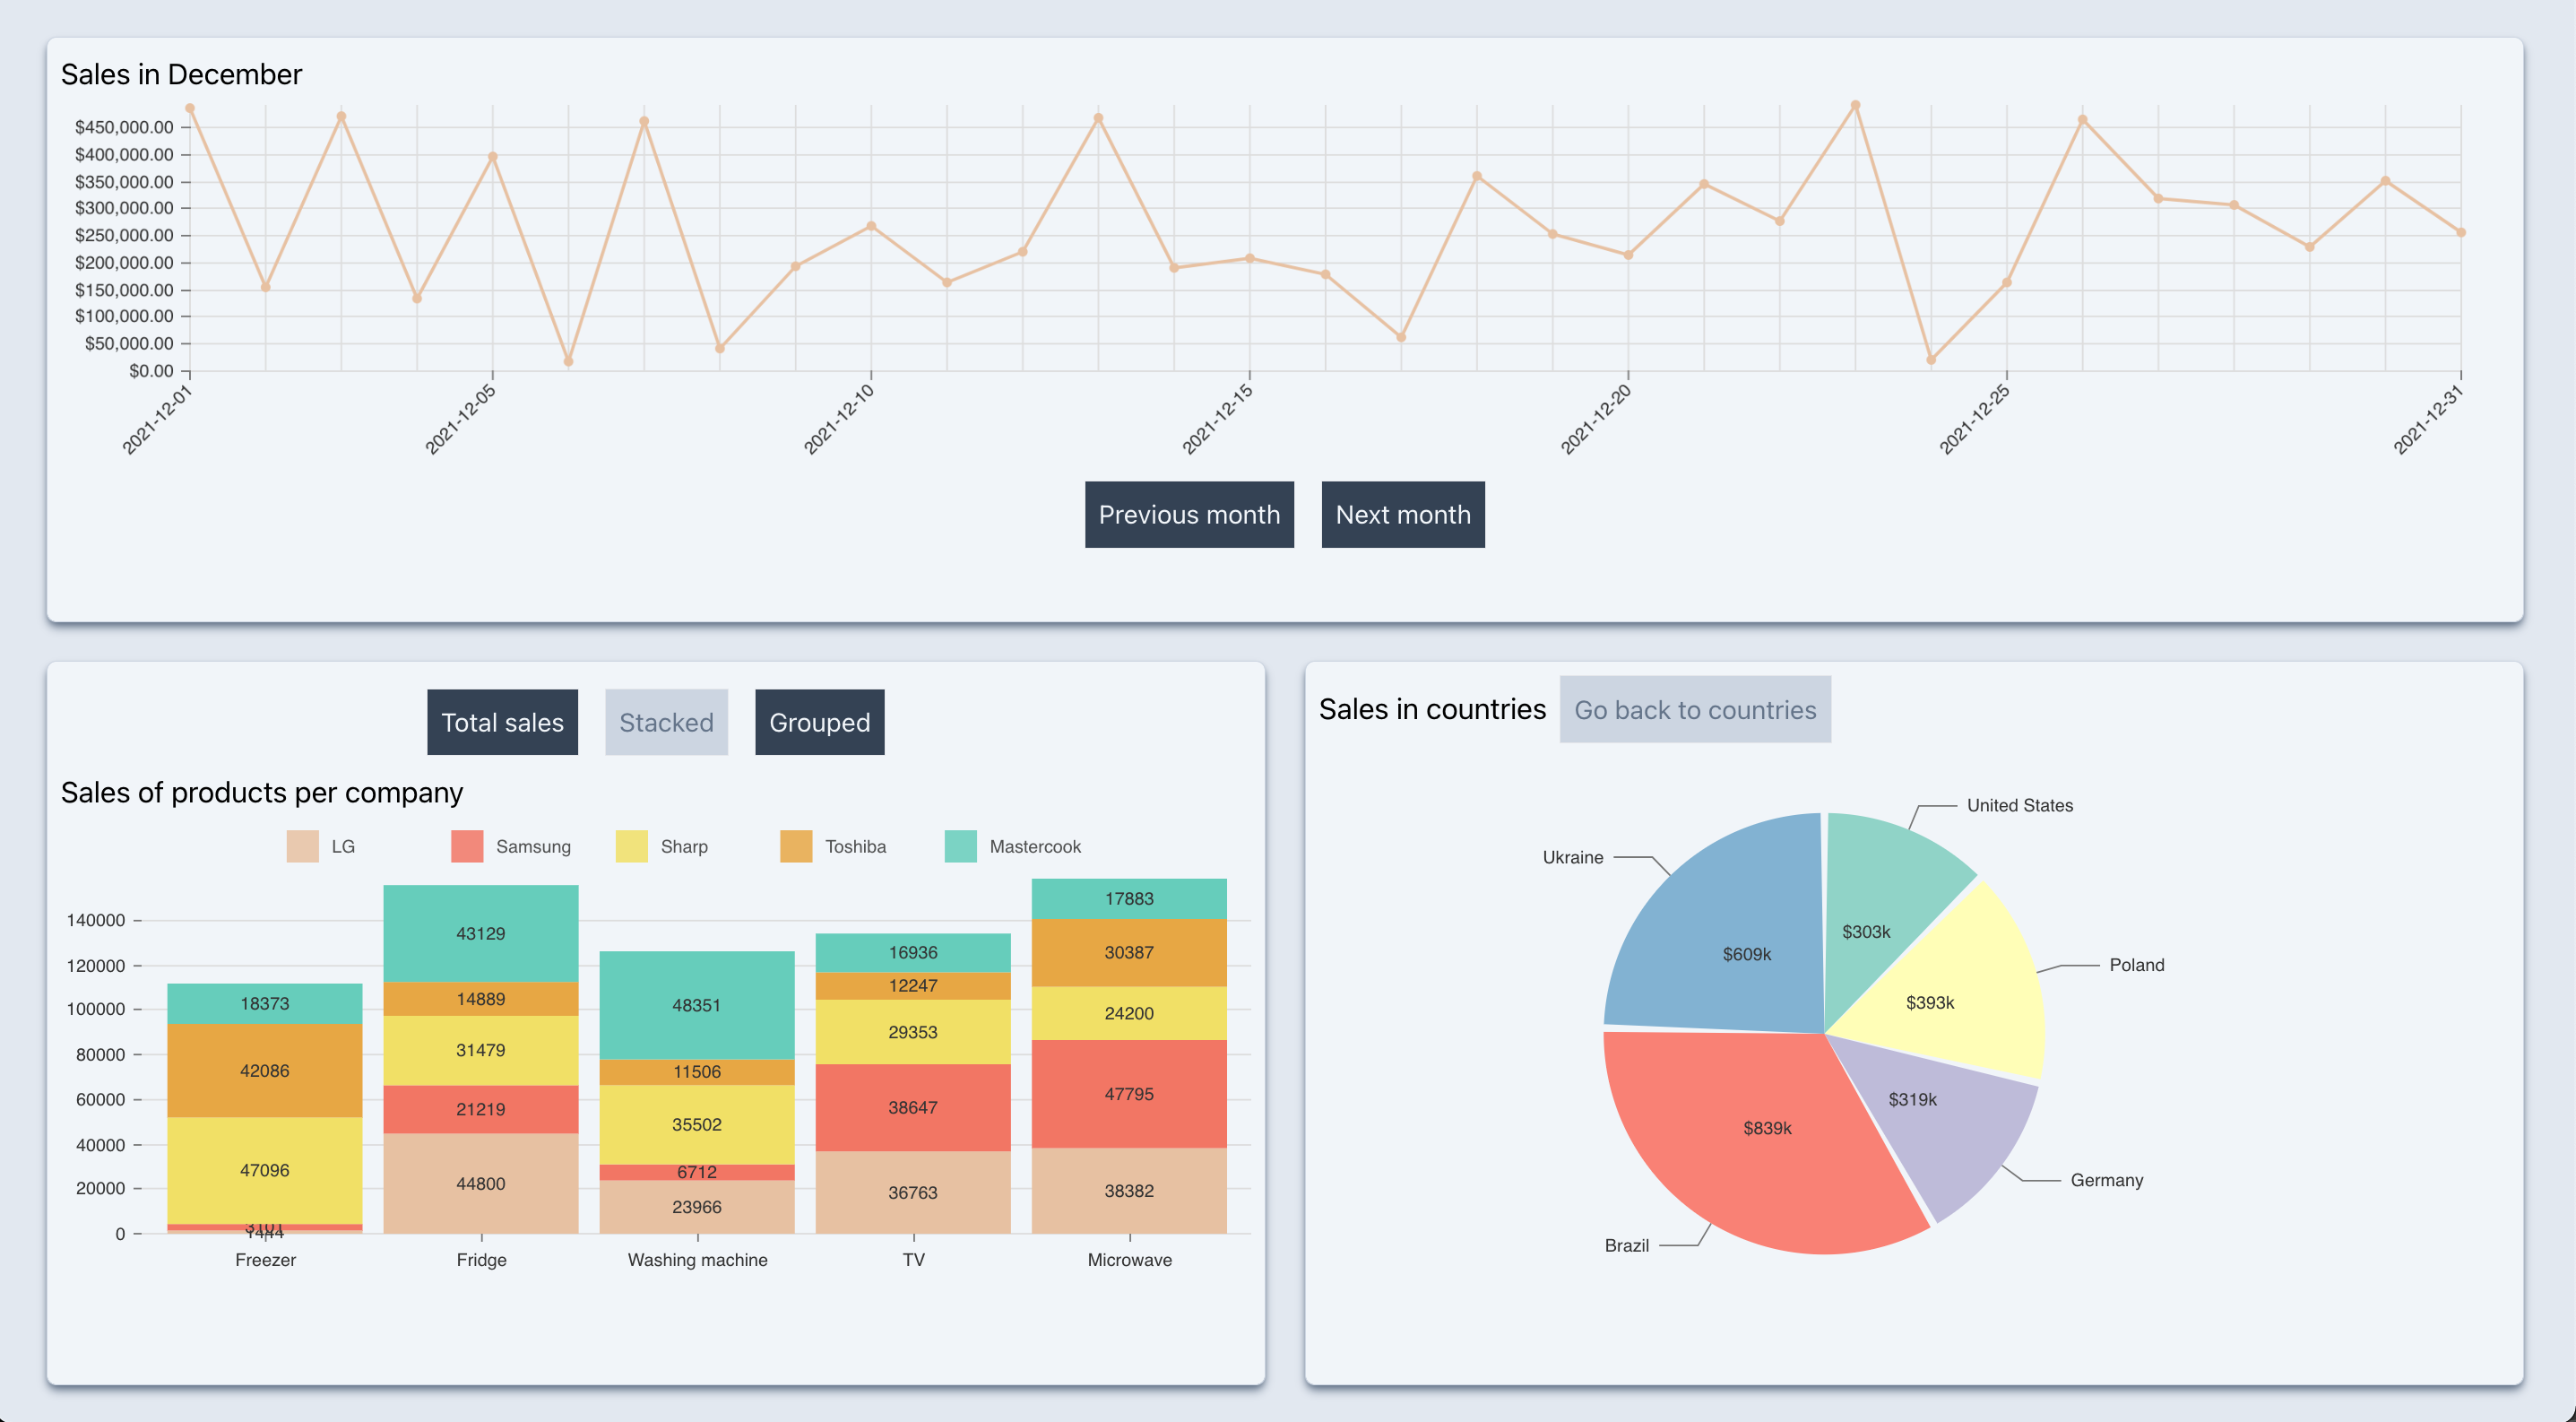 Sales in December
$450,000.00
$400,000.00
$350,000.00
$300,000.00
$250,000.00
$200,000.00
$150,000.00
$100,000.00
$50,000.00
$0.00
2021-12-01 2021-12-05 2021-12-10 2021-12-15 2021-12-20 2021-12-25 2021-12-31
Previous month Next month
Total sales Stacked Grouped
Sales of products per company
LG Samsung Sharp Toshiba Mastercook
140000
120000
100000
80000
60000
40000
20000
0
18373
42086
47096
3101
1444
43129
14889
31479
21219
44800
48351
11506
35502
6712
23966
16936
12247
29353
38647
36763
17883
30387
24200
47795
38382
Freezer Fridge Washing machine TV Microwave
Sales in countries Go back to countries
United States
Ukraine
$303k
$609k
Poland
$393k
$319k
$839k
Germany
Brazil